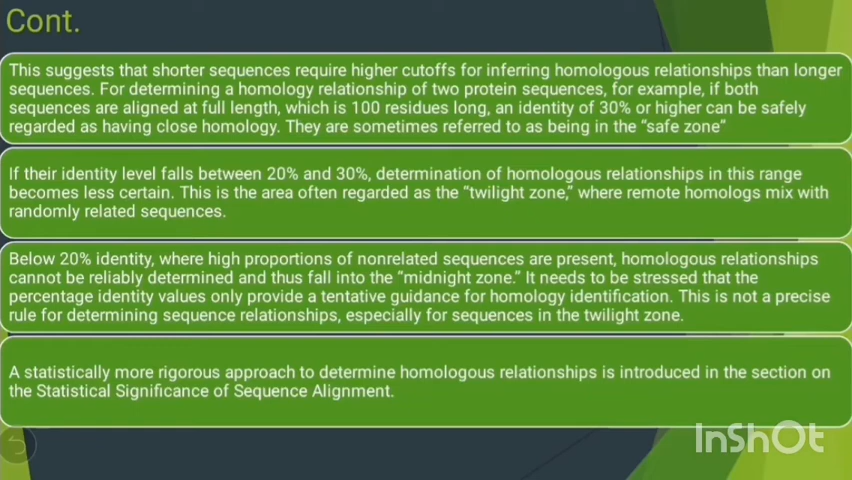 Cont.
This suggests that shorter sequences require higher cutoffs for inferring homologous relationships than longer
sequences. For determining a homology relationship of two protein sequences, for example, if both
sequences are aligned at full length, which is 100 residues long, an identity of 30% or higher can be safely
regarded as having close homology. They are sometimes referred to as being in the “safe zone”
If their identity level falls between 20% and 30%, determination of homologous relationships in this range
becomes less certain. This is the area often regarded as the “twilight zone,” where remote homologs mix with
randomly related sequences.
Below 20% identity, where high proportions of nonrelated sequences are present, homologous relationships
cannot be reliably determined and thus fall into the “midnight zone.” It needs to be stressed that the
percentage identity values only provide a tentative guidance for homology identification. This is not a precise
rule for determining sequence relationships, especially for sequences in the twilight zone.
A statistically more rigorous approach to determine homologous relationships is introduced in the section on
the Statistical Significance of Sequence Alignment.
InShOt